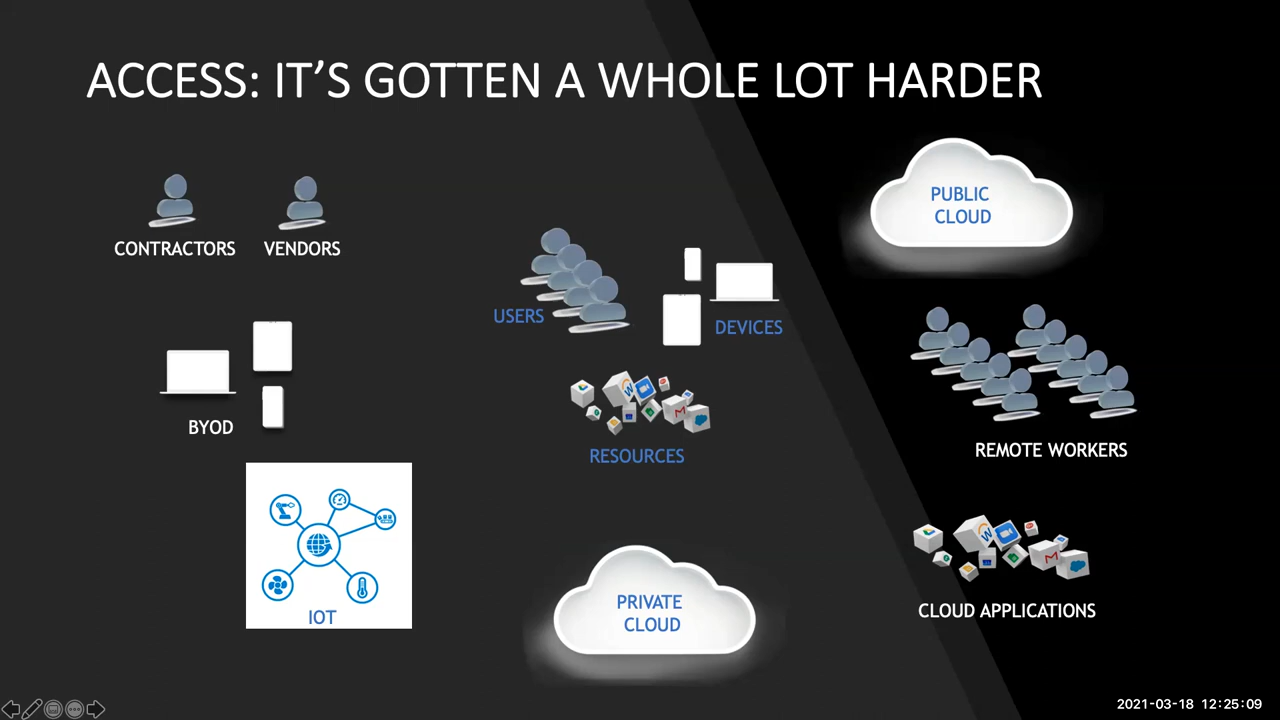 ACCESS: IT'S GOTTEN A WHOLE LOT HARDER
CONTRACTORS
VENDORS
PUBLIC
CLOUD
USERS
DEVICES
BYOD
RESOURCES
REMOTE WORKERS
IOT
PRIVATE
CLOUD
CLOUD APPLICATIONS
2021-03-18 12:25:09